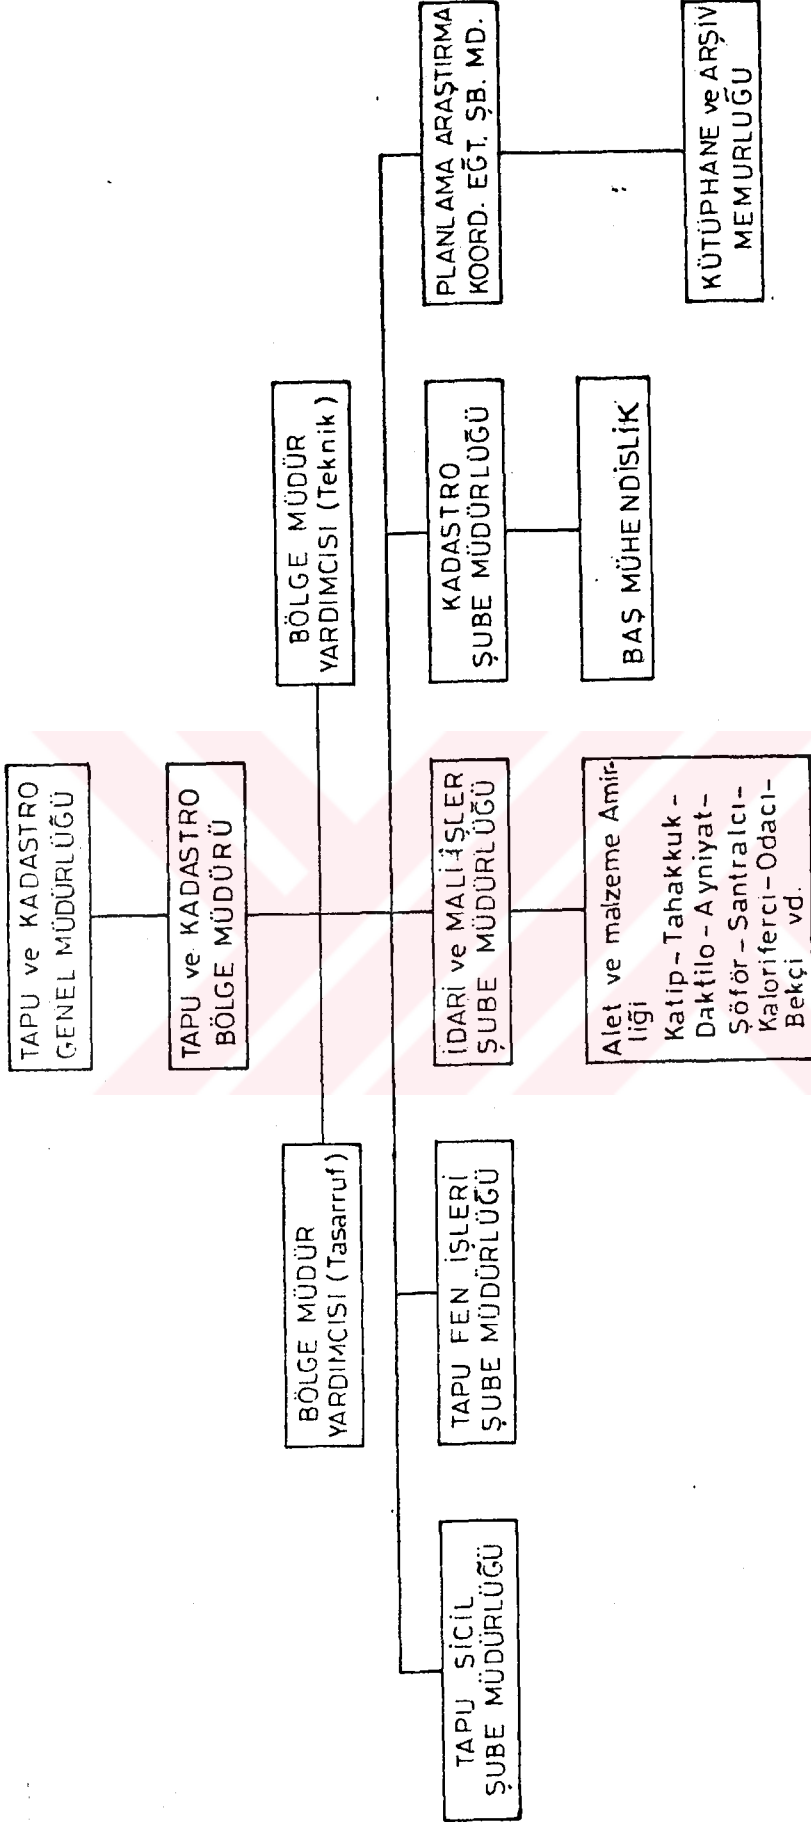 TAPU ve KADASTRO
GENEL MÜDÜRLÜĞÜ
TAPU ve KADASTRO
BÖLGE MÜDÜRÜ
BÖLGE MÜDÜR
YARDIMCISI (Tasarruf)
BÖLGE MÜDÜR
YARDIMCISI (Teknik)
TAPU SİCİL
ŞUBE MÜDÜRLÜĞÜ
TAPU FEN İŞLERİ
ŞUBE MÜDÜRLÜĞÜ
İDARİ ve MALİ İŞLER
ŞUBE MÜDÜRLÜĞÜ
KADASTRO
ŞUBE MÜDÜRLÜĞÜ
PLANLAMA ARAŞTIRMA
KOORD. EĞT. ŞB. MD.
Alet ve malzeme Amir-
liği
Katip-Tahakkuk-
Daktilo-Ayniyat-
Şöför-Santralcı-
Kaloriferci-Odacı-
Bekçi vd.
BAŞ MÜHENDİSLİK
KÜTÜPHANE ve ARŞİV
MEMURLUĞU